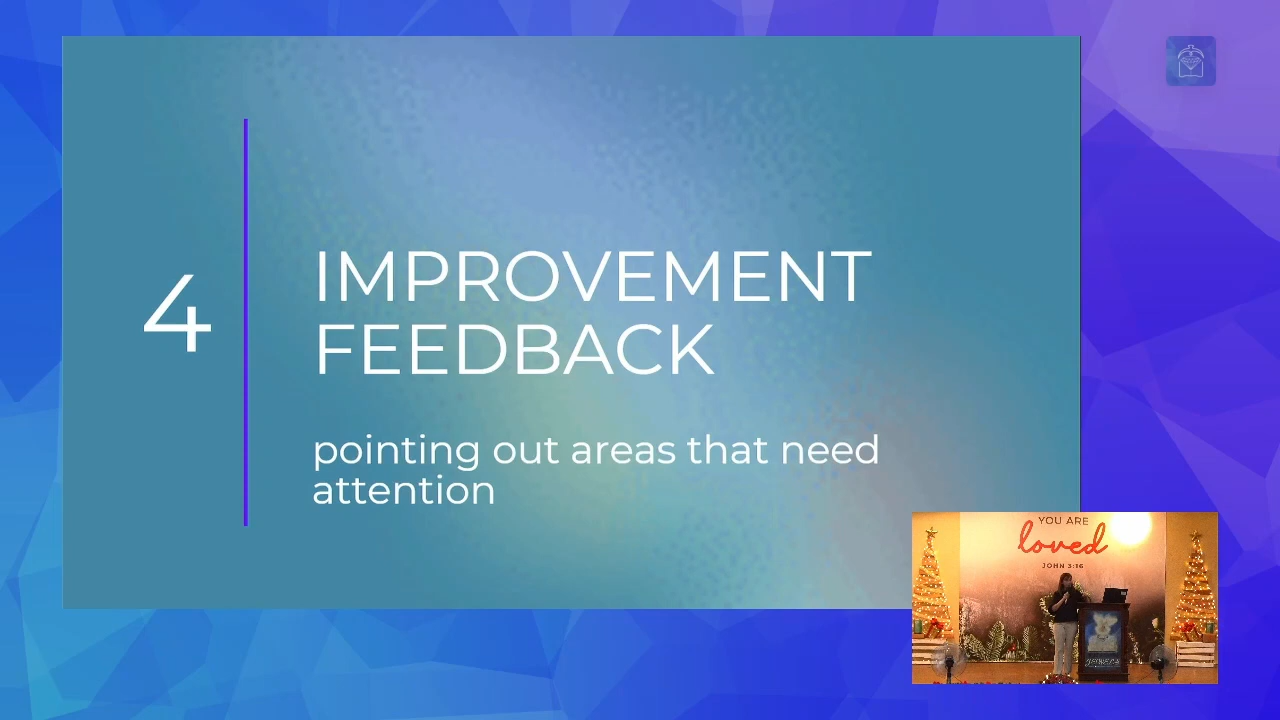 4
IMPROVEMENT
FEEDBACK
pointing out areas that need
attention
YOU ARE
loved
JOHN 3:16